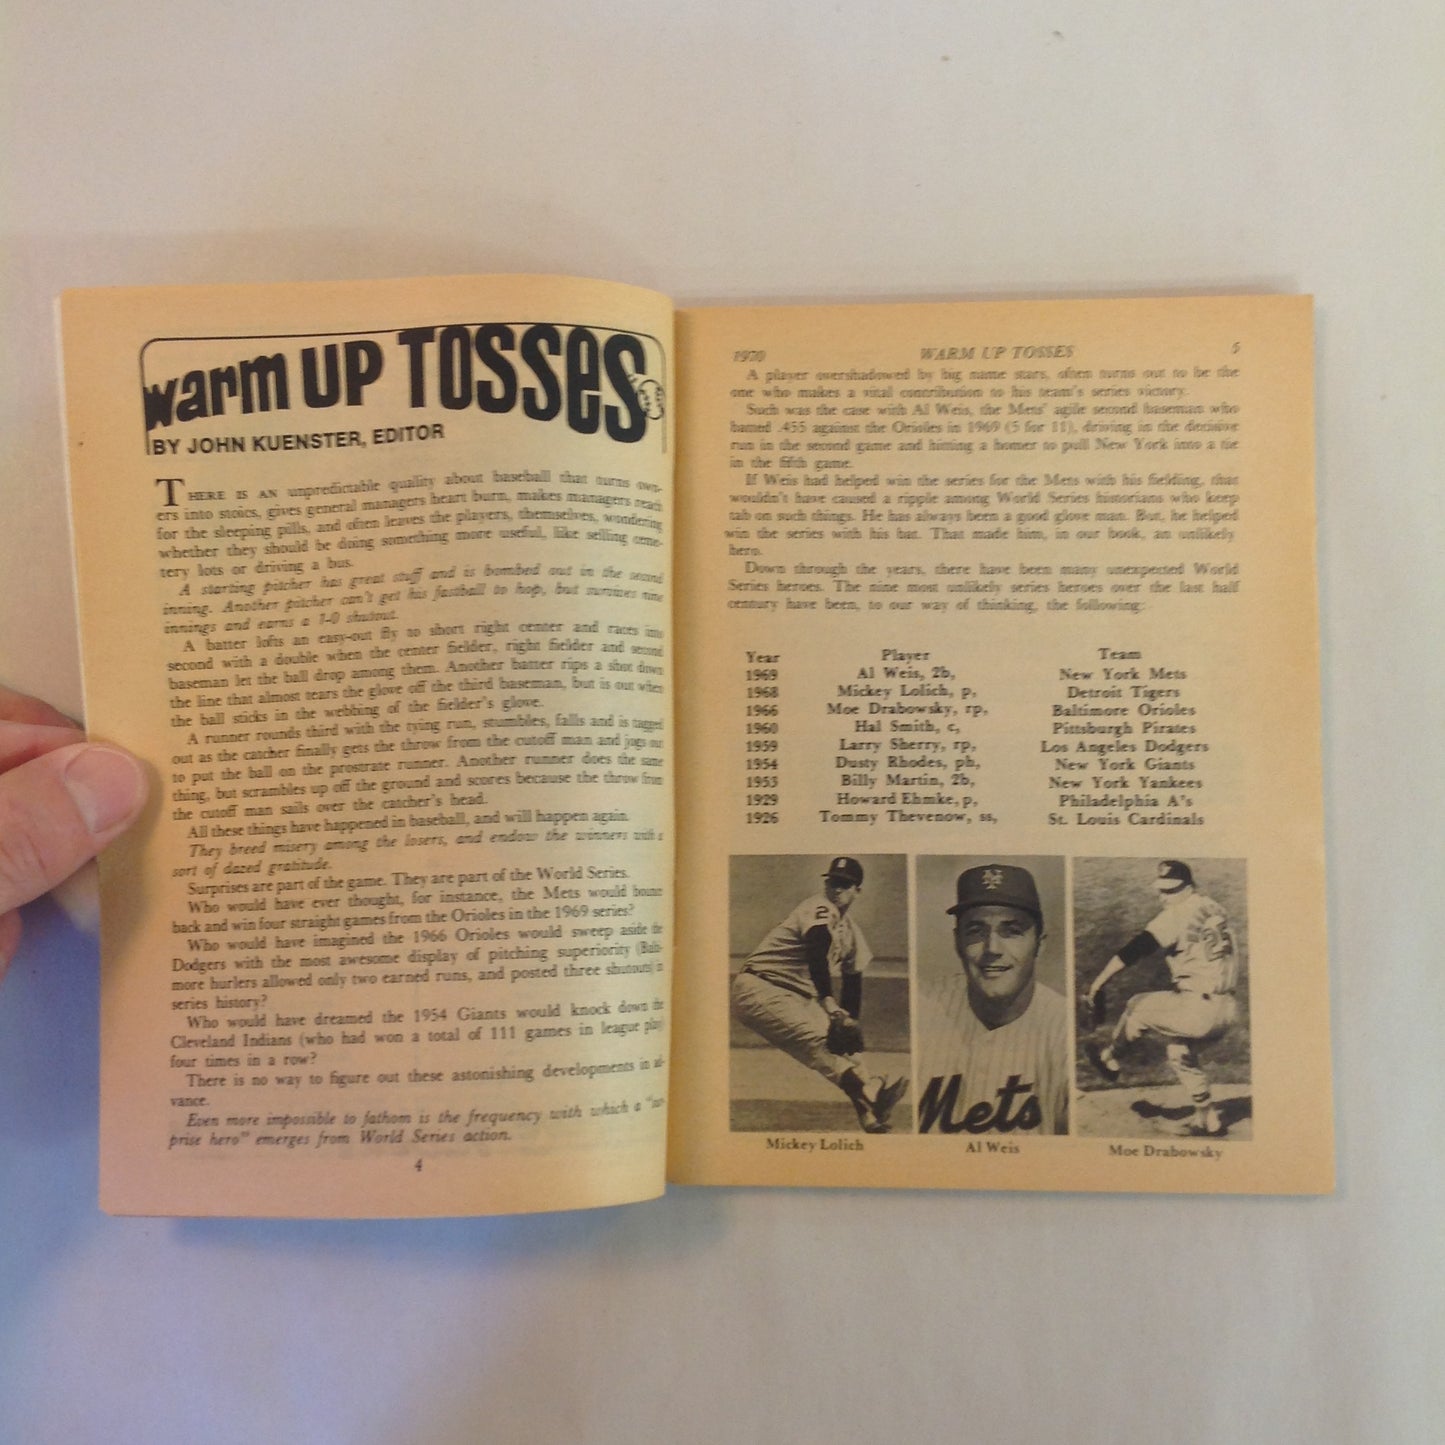 warm UP TOSSES
BY JOHN KUENSTER, EDITOR
THERE IS AN unpredictable quality about baseball that turns own-
ers into stoics, gives general managers heart burn, makes managers reach
for the sleeping pills, and often leaves the players, themselves, wondering
whether they should be doing something more useful, like selling ceme-
tery lots or driving a bus.
A starting pitcher has great stuff and is bombed out in the second
inning. Another pitcher can't get his fastball to hop, but survives nine
innings and earns a 1-0 shutout.
A batter lofts an easy-out fly to short right center and races into
second with a double when the center fielder, right fielder and second
baseman let the ball drop among them. Another batter rips a shot down
the line that almost tears the glove off the third baseman, but is out when
the ball sticks in the webbing of the fielder's glove.
A runner rounds third with the tying run, stumbles, falls and is tagged
out as the catcher finally gets the throw from the cutoff man and jogs out
to put the ball on the prostrate runner. Another runner does the same
thing, but scrambles up off the ground and scores because the throw from
the cutoff man sails over the catcher's head.
All these things have happened in baseball, and will happen again.
They breed misery among the losers, and endow the winners with a
sort of dazed gratitude.
Surprises are part of the game. They are part of the World Series.
Who would have ever thought, for instance, the Mets would bounce
back and win four straight games from the Orioles in the 1969 series?
Who would have imagined the 1966 Orioles would sweep aside the
Dodgers with the most awesome display of pitching superiority (Balti-
more hurlers allowed only two earned runs, and posted three shutouts) in
series history?
Who would have dreamed the 1954 Giants would knock down the
Cleveland Indians (who had won a total of 111 games in league play)
four times in a row?
There is no way to figure out these astonishing developments in ad-
vance.
Even more impossible to fathom is the frequency with which a "sur-
prise hero" emerges from World Series action.
4
1970 WARM UP TOSSES 5
A player overshadowed by big name stars, often turns out to be the
one who makes a vital contribution to his team's series victory.
Such was the case with Al Weis, the Mets' agile second baseman who
batted .455 against the Orioles in 1969 (5 for 11), driving in the decisive
run in the second game and hitting a homer to pull New York into a tie
in the fifth game.
If Weis had helped win the series for the Mets with his fielding, that
wouldn't have caused a ripple among World Series historians who keep
tab on such things. He has always been a good glove man. But, he helped
win the series with his bat. That made him, in our book, an unlikely
hero.
Down through the years, there have been many unexpected World
Series heroes. The nine most unlikely series heroes over the last half
century have been, to our way of thinking, the following:
Year Player Team
1969 Al Weis, 2b, New York Mets
1968 Mickey Lolich, p, Detroit Tigers
1966 Moe Drabowsky, rp, Baltimore Orioles
1960 Hal Smith, c, Pittsburgh Pirates
1959 Larry Sherry, rp, Los Angeles Dodgers
1954 Dusty Rhodes, ph, New York Giants
1953 Billy Martin, 2b, New York Yankees
1929 Howard Ehmke, p, Philadelphia A's
1926 Tommy Thevenow, ss, St. Louis Cardinals
2
Mets
Mickey Lolich Al Weis Moe Drabowsky